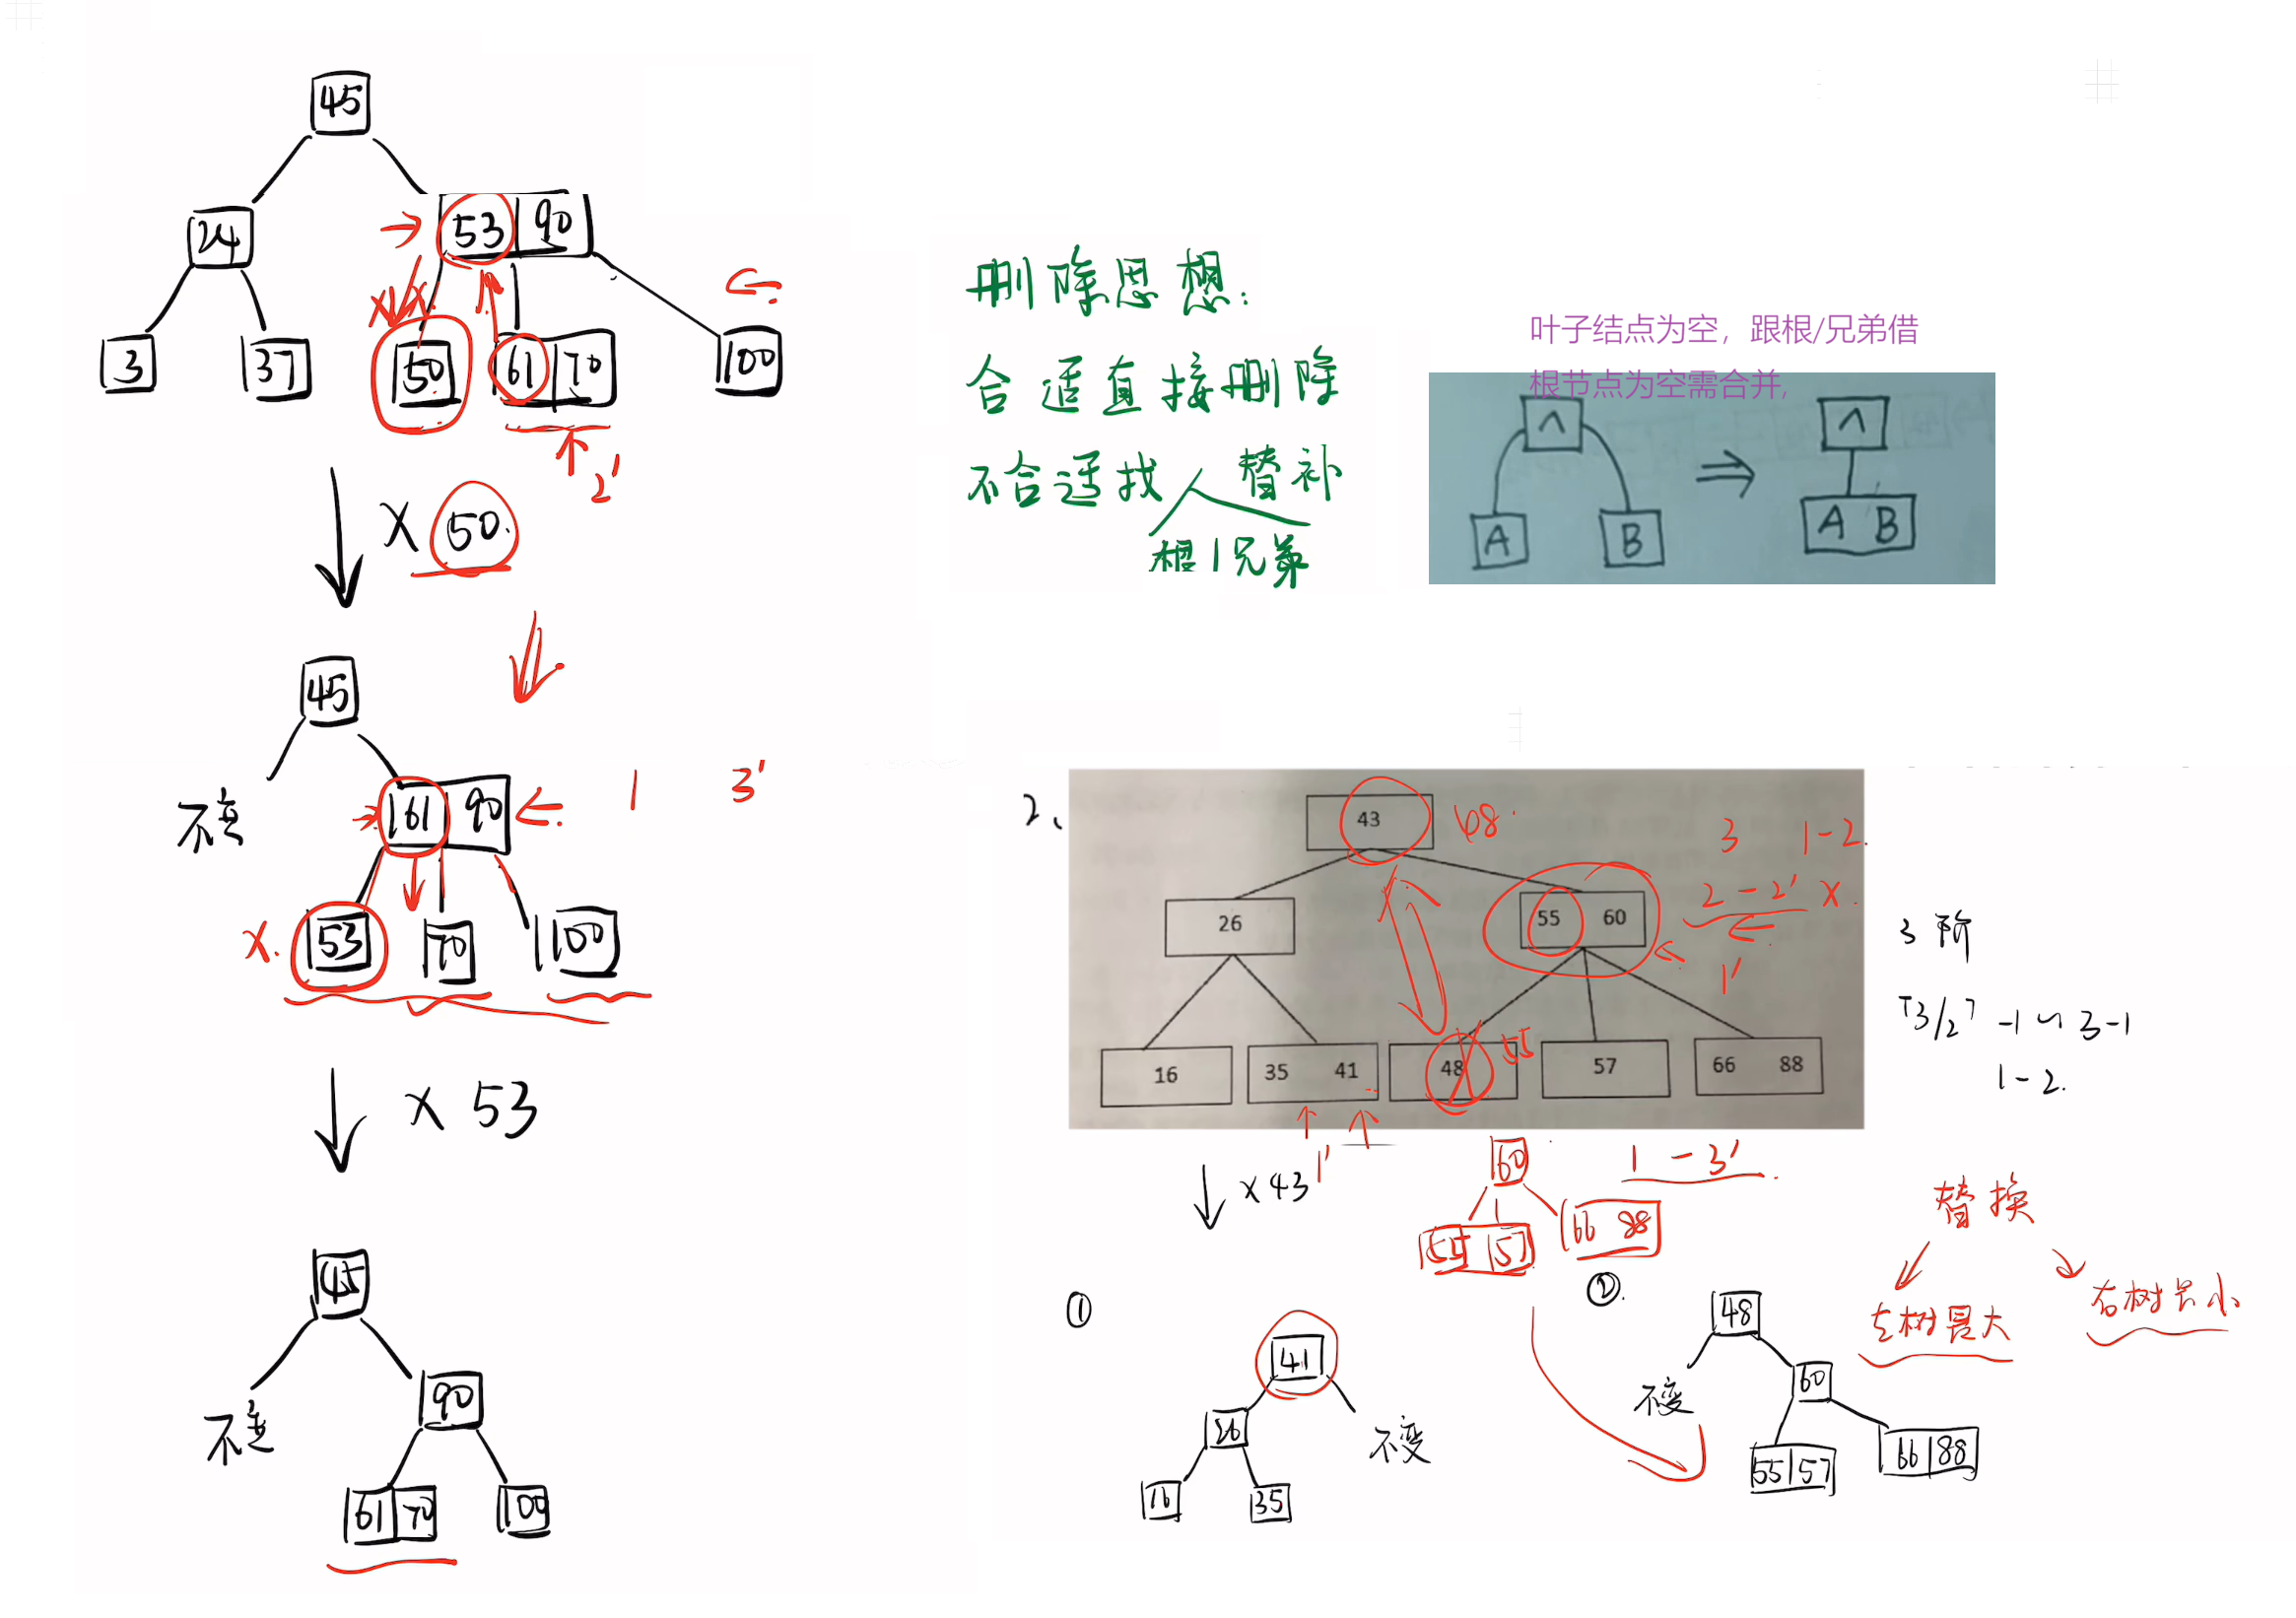 45
24
53 90
3
37
50
61 70
100
2'
× 50
45
不变
61 90
1 3'
×
53
70
100
× 53
45
不变
90
61 70
100
删除思想:
合适直接删除
不合适找人替补
根/兄弟
叶子结点为空，跟根/兄弟借
根节点为空需合并,
Λ
Λ
A
B
⇒
A B
2、
43
48
3 1-2
26
55 60
2-2' ×
1'
16
35 41
48
55
57
66 88
3阶
⌈3/2⌉ -1 ~ 3-1
1-2.
1'
× 43
60
1-3'
55 57
66 88
替换
左树最大
右树最小
①
41
26
不变
16
35
②.
48
不变
60
55 57
66 88